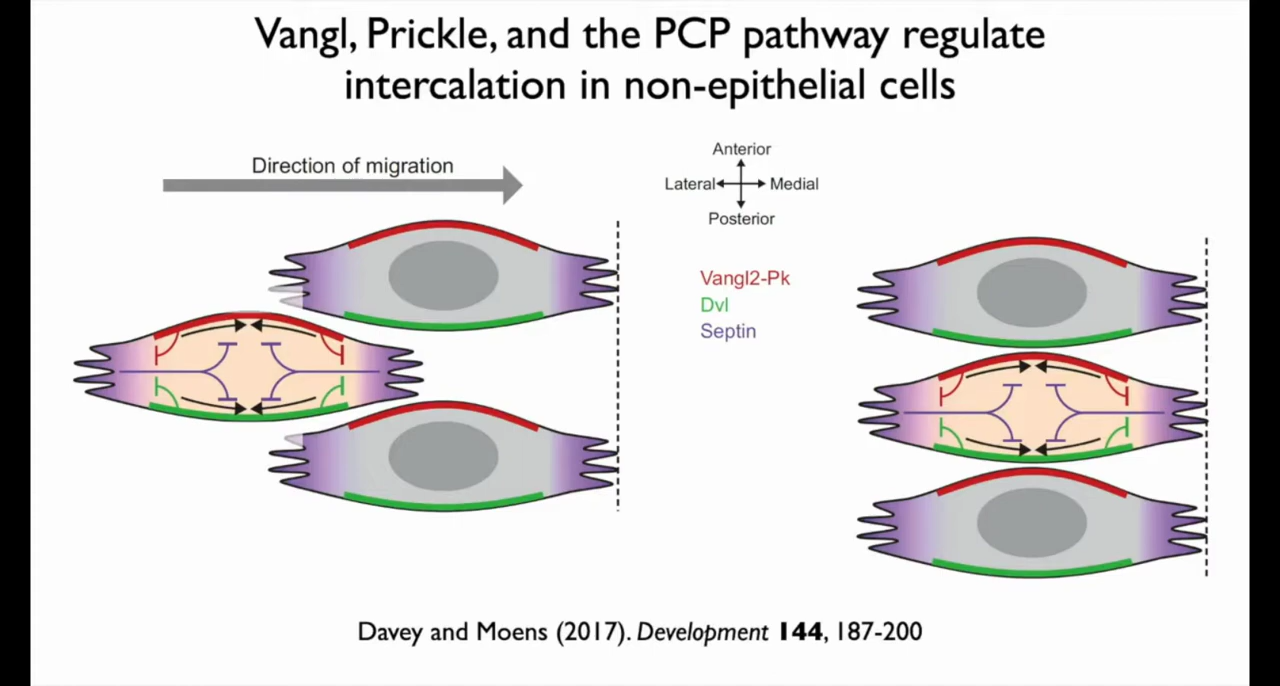 Vangl, Prickle, and the PCP pathway regulate
intercalation in non-epithelial cells
Direction of migration
Anterior
Lateral
Medial
Posterior
Vangl2-Pk
Dvl
Septin
Davey and Moens (2017). Development 144, 187-200